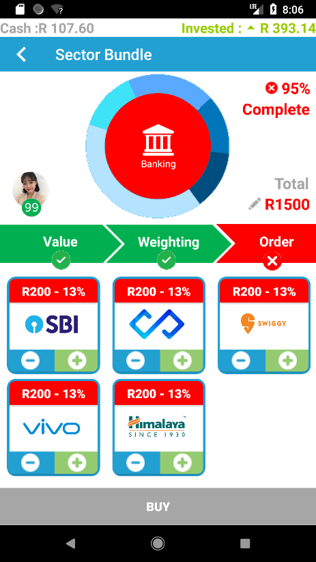 8:06
Cash :R 107.60 Invested : R 393.14
Sector Bundle
95%
Complete
Banking
99
Total
R1500
Value Weighting Order
R200 - 13% R200 - 13% R200 - 13%
SBI SWIGGY
R200 - 13% R200 - 13%
vivo Himalaya
SINCE 1930
BUY